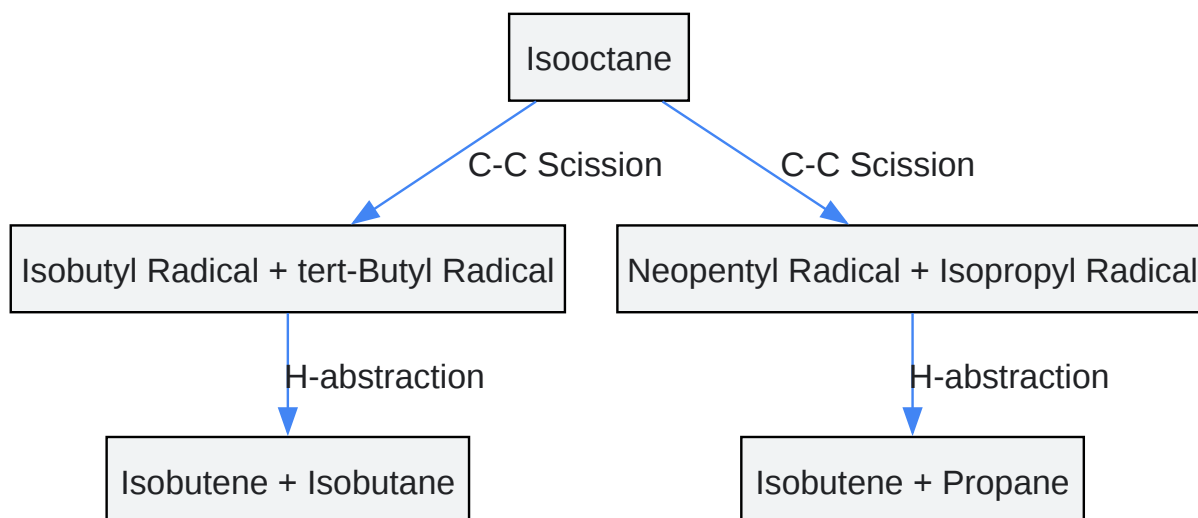 Isooctane
C-C Scission
C-C Scission
Isobutyl Radical + tert-Butyl Radical
Neopentyl Radical + Isopropyl Radical
H-abstraction
H-abstraction
Isobutene + Isobutane
Isobutene + Propane